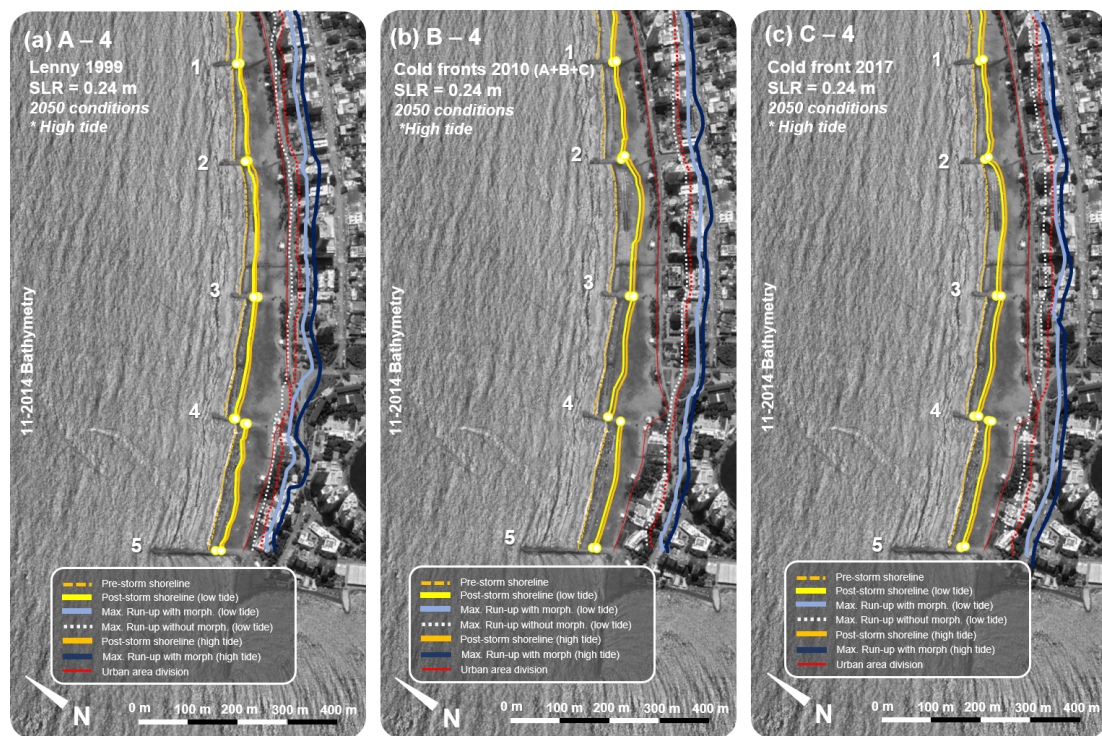 (a) A – 4
Lenny 1999
SLR = 0.24 m
2050 conditions
* High tide
1
2
3
4
5
11-2014 Bathymetry
Pre-storm shoreline
Post-storm shoreline (low tide)
Max. Run-up with morph. (low tide)
Max. Run-up without morph. (low tide)
Post-storm shoreline (high tide)
Max. Run-up with morph (high tide)
Urban area division
N
0 m 100 m 200 m 300 m 400 m
(b) B – 4
Cold fronts 2010 (A+B+C)
SLR = 0.24 m
2050 conditions
*High tide
1
2
3
4
5
11-2014 Bathymetry
Pre-storm shoreline
Post-storm shoreline (low tide)
Max. Run-up with morph. (low tide)
Max. Run-up without morph. (low tide)
Post-storm shoreline (high tide)
Max. Run-up with morph (high tide)
Urban area division
N
0 m 100 m 200 m 300 m 400 m
(c) C – 4
Cold front 2017
SLR = 0.24 m
2050 conditions
* High tide
1
2
3
4
5
11-2014 Bathymetry
Pre-storm shoreline
Post-storm shoreline (low tide)
Max. Run-up with morph. (low tide)
Max. Run-up without morph. (low tide)
Post-storm shoreline (high tide)
Max. Run-up with morph (high tide)
Urban area division
N
0 m 100 m 200 m 300 m 400 m